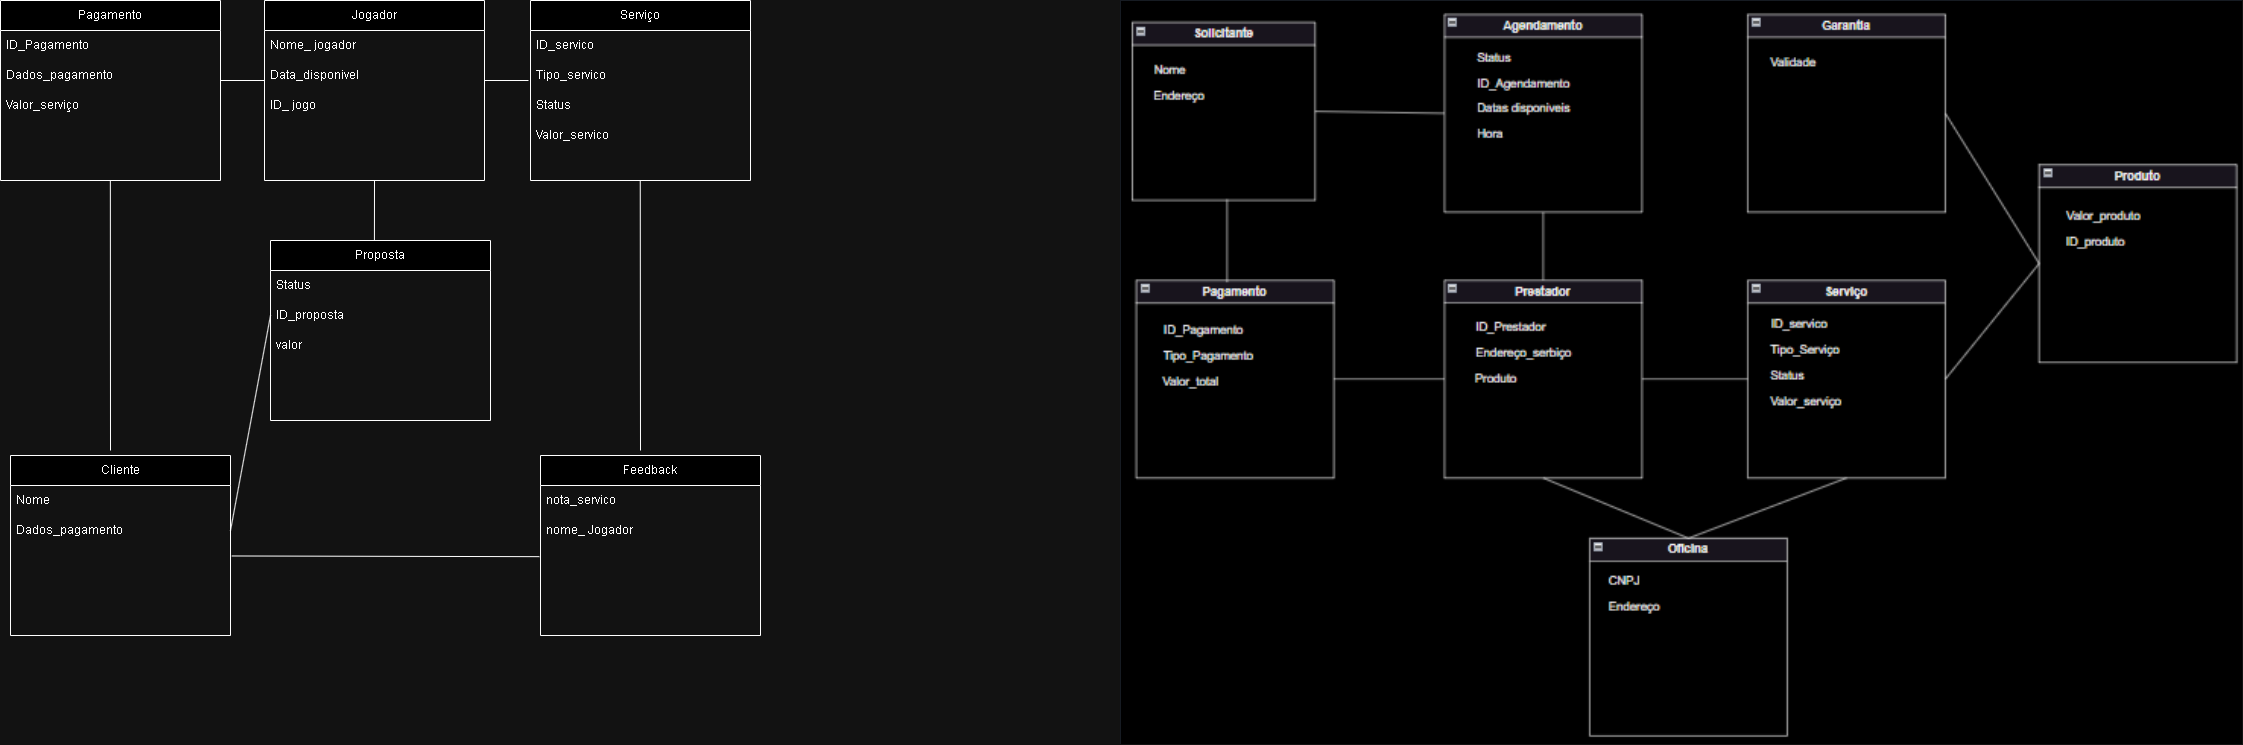 Pagamento
ID_Pagamento
Dados_pagamento
Valor_serviço
Jogador
Nome_ jogador
Data_disponivel
ID_ jogo
Serviço
ID_servico
Tipo_servico
Status
Valor_servico
Proposta
Status
ID_proposta
valor
Cliente
Nome
Dados_pagamento
Feedback
nota_servico
nome_ Jogador
Solicitante
Nome
Endereço
Agendamento
Status
ID_Agendamento
Datas disponiveis
Hora
Garantia
Validade
Produto
Valor_produto
ID_produto
Pagamento
ID_Pagamento
Tipo_Pagamento
Valor_total
Prestador
ID_Prestador
Endereço_serbiço
Produto
Serviço
ID_servico
Tipo_Serviço
Status
Valor_serviço
Oficina
CNPJ
Endereço